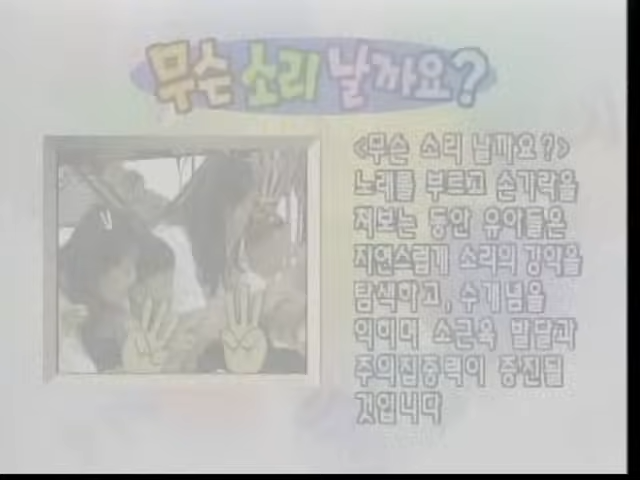 무슨 소리 날까요?
<무슨 소리 날까요?>
노래를 부르고 손가락을
쳐보는 동안 유아들은
자연스럽게 소리의 강약을
탐색하고, 수개념을
익히며 소근육 발달과
주의집중력이 증진될
것입니다